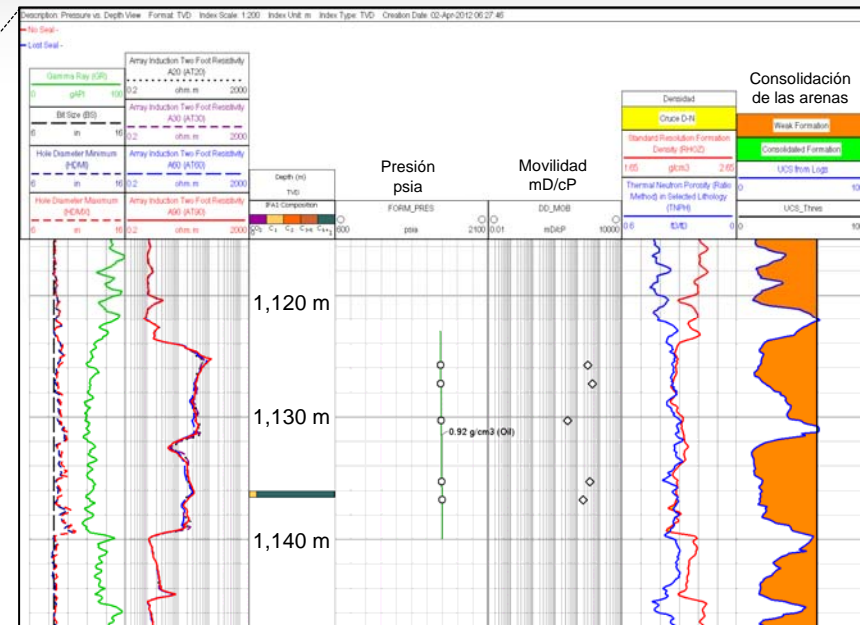 Description: Pressure vs. Depth View Format: TVD Index Scale: 1:200 Index Unit: m Index Type: TVD Creation Date: 02-Apr-2012 06:27:46
No Seal -
Lost Seal -
Gamma Ray (GR)
0 gAPI 100
Bit Size (BS)
6 in 16
Hole Diameter Minimum
(HDMI)
6 in 16
Hole Diameter Maximum
(HDMX)
6 in 16
Array Induction Two Foot Resistivity
A20 (AT20)
0.2 ohm.m 2000
Array Induction Two Foot Resistivity
A30 (AT30)
0.2 ohm.m 2000
Array Induction Two Foot Resistivity
A60 (AT60)
0.2 ohm.m 2000
Array Induction Two Foot Resistivity
A90 (AT90)
0.2 ohm.m 2000
Depth (m)
TVD
IFA1 Composition
CO2 C1 C2 C3-5 C6+
Presión
psia
FORM_PRES
600 psia 2100
Movilidad
mD/cP
DD_MOB
0.01 mD/cP 10000
Densidad
Cruce D-N
Standard Resolution Formation
Density (RHOZ)
1.65 g/cm3 2.65
Thermal Neutron Porosity (Ratio
Method) in Selected Lithology
(TNPH)
0.6 ft3/ft3 0
Consolidación
de las arenas
Weak Formation
Consolidated Formation
UCS from Logs
UCS_Thres
1,120 m
1,130 m
0.92 g/cm3 (Oil)
1,140 m